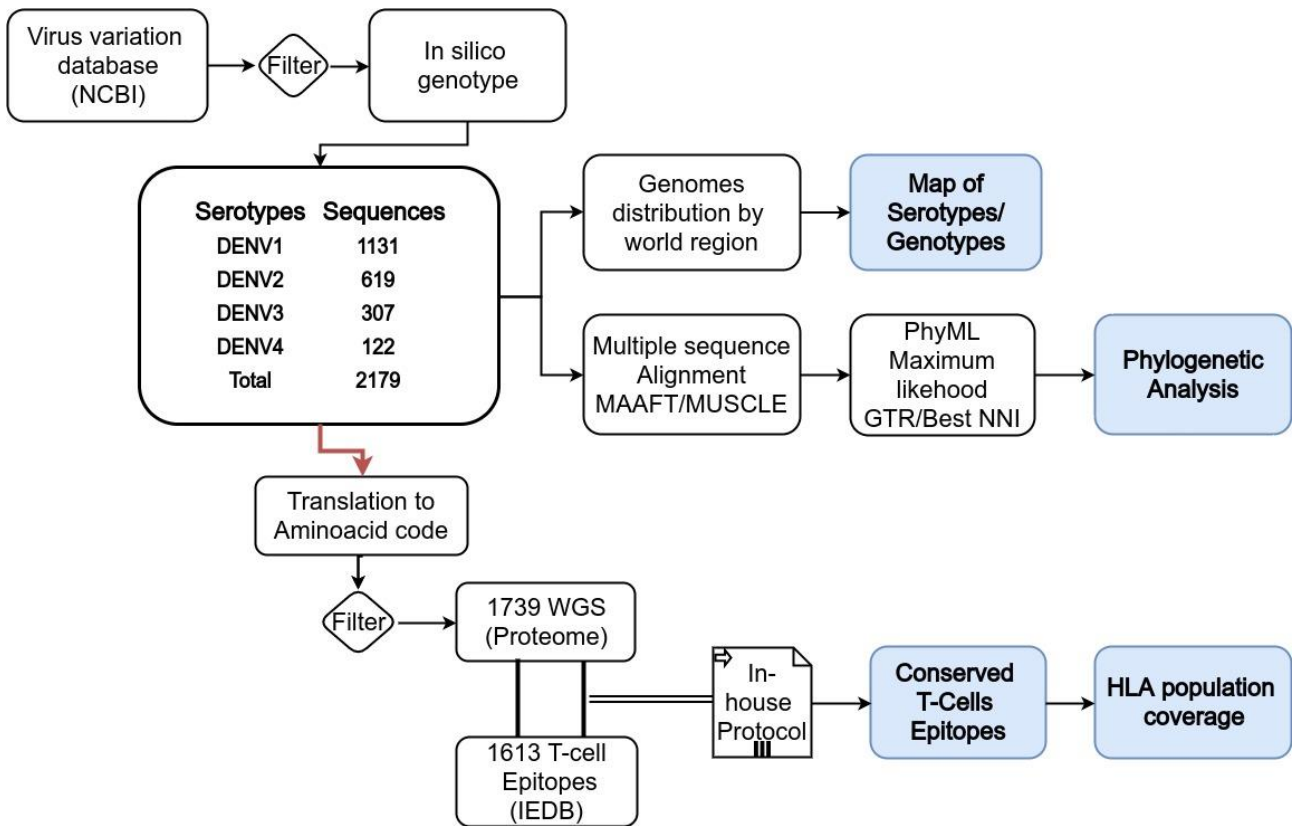 Virus variation
database
(NCBI)
Filter
In silico
genotype
Serotypes Sequences
DENV1 1131
DENV2 619
DENV3 307
DENV4 122
Total 2179
Genomes
distribution by
world region
Map of
Serotypes/
Genotypes
Multiple sequence
Alignment
MAAFT/MUSCLE
PhyML
Maximum
likehood
GTR/Best NNI
Phylogenetic
Analysis
Translation to
Aminoacid code
Filter
1739 WGS
(Proteome)
1613 T-cell
Epitopes
(IEDB)
In-
house
Protocol
Conserved
T-Cells
Epitopes
HLA population
coverage